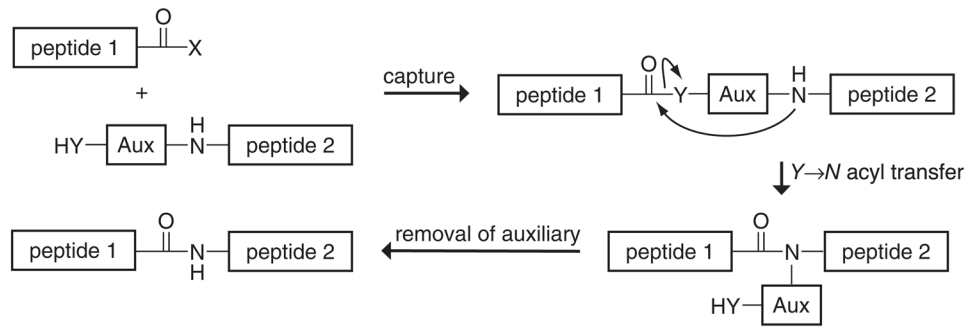 O
peptide 1 X
+
H
HY Aux N peptide 2
capture
O H
peptide 1 Y Aux N peptide 2
Y→N acyl transfer
O
peptide 1 N peptide 2
HY Aux
removal of auxiliary
O
peptide 1 N peptide 2
H